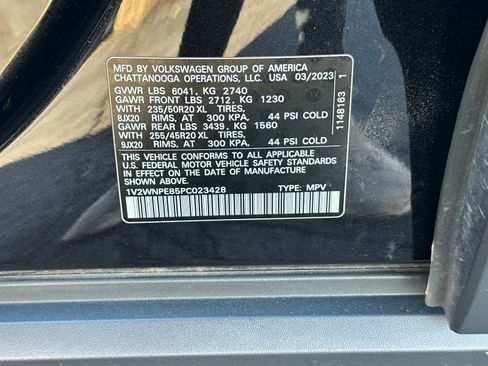 MFD BY VOLKSWAGEN GROUP OF AMERICA
CHATTANOOGA OPERATIONS, LLC. USA 03/2023
GVWR LBS 6041, KG 2740
GAWR FRONT LBS 2712, KG 1230
WITH 235/50R20 XL TIRES,
8JX20 RIMS, AT 300 KPA, 44 PSI COLD
GAWR REAR LBS 3439, KG 1560
WITH 255/45R20 XL TIRES,
9JX20 RIMS, AT 300 KPA, 44 PSI COLD
THIS VEHICLE CONFORMS TO ALL APPLICABLE
U.S. FEDERAL MOTOR VEHICLE SAFETY STANDARDS
IN EFFECT ON THE DATE OF MANUFACTURE
SHOWN ABOVE.
1V2WNPE85PC023428 TYPE: MPV
1148163 1